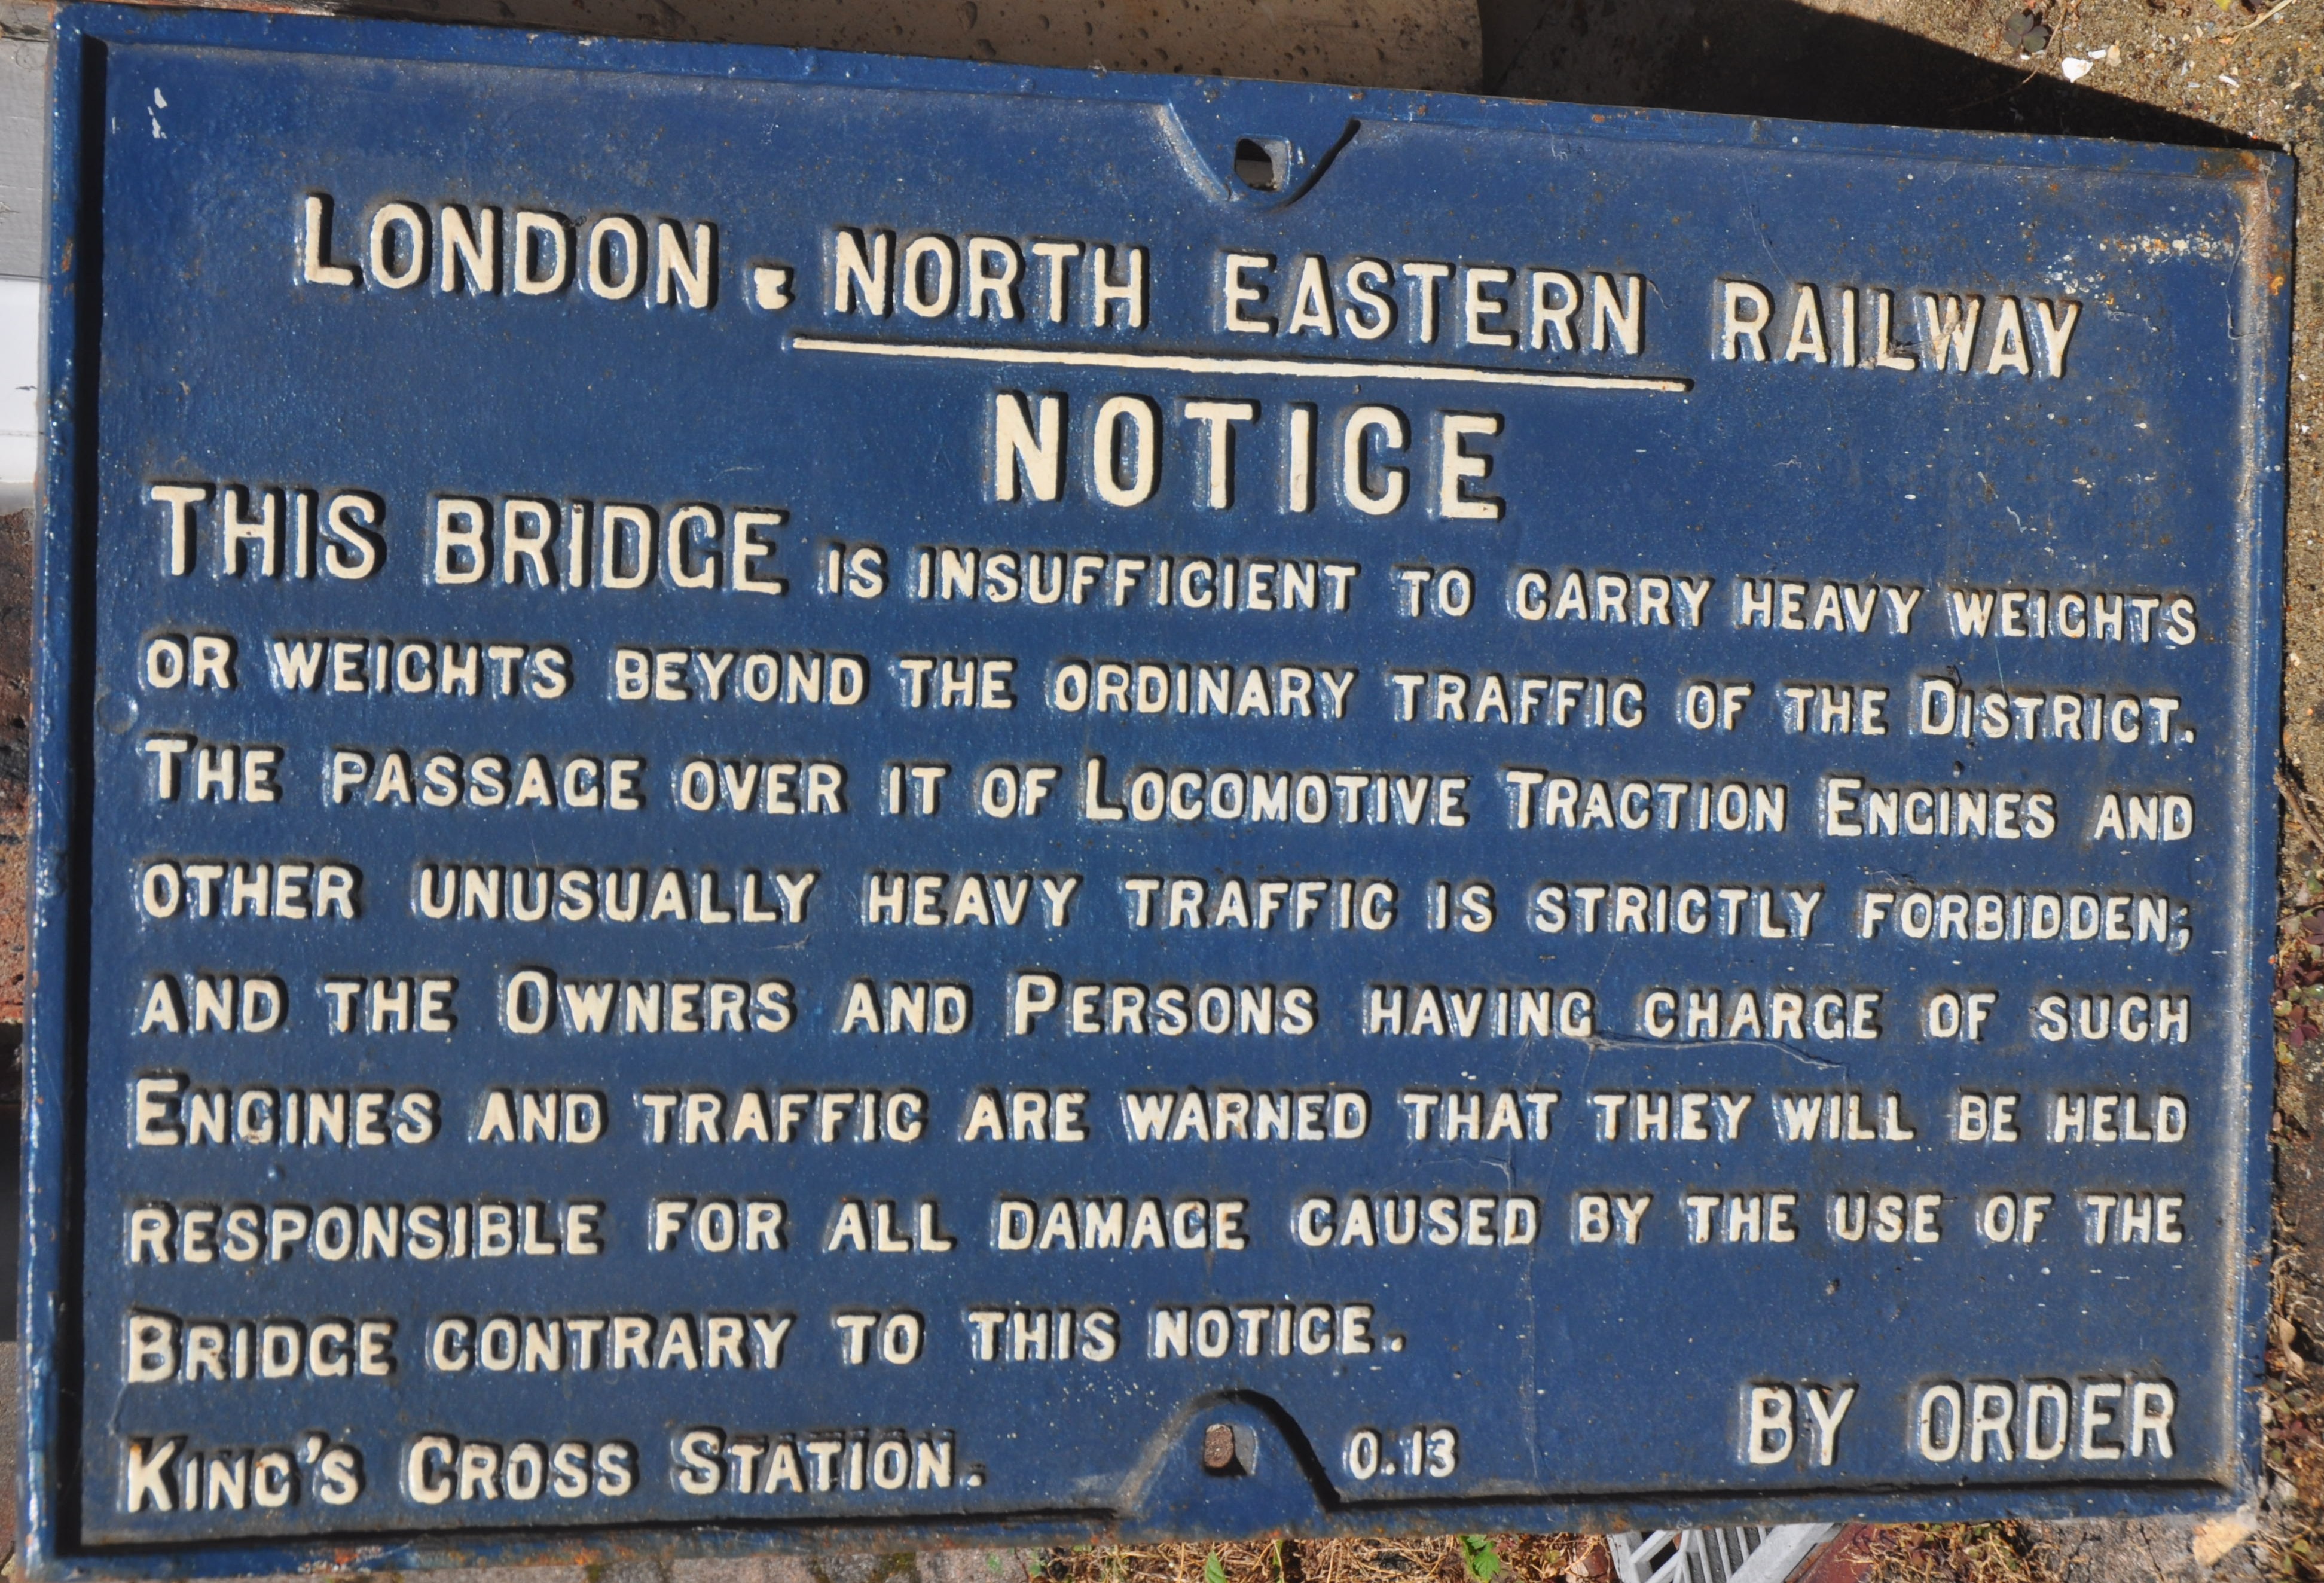 LONDON & NORTH EASTERN RAILWAY
NOTICE
THIS BRIDGE IS INSUFFICIENT TO CARRY HEAVY WEIGHTS
OR WEIGHTS BEYOND THE ORDINARY TRAFFIC OF THE DISTRICT.
THE PASSAGE OVER IT OF LOCOMOTIVE TRACTION ENGINES AND
OTHER UNUSUALLY HEAVY TRAFFIC IS STRICTLY FORBIDDEN;
AND THE OWNERS AND PERSONS HAVING CHARGE OF SUCH
ENGINES AND TRAFFIC ARE WARNED THAT THEY WILL BE HELD
RESPONSIBLE FOR ALL DAMAGE CAUSED BY THE USE OF THE
BRIDGE CONTRARY TO THIS NOTICE.
KING'S CROSS STATION. O.13 BY ORDER